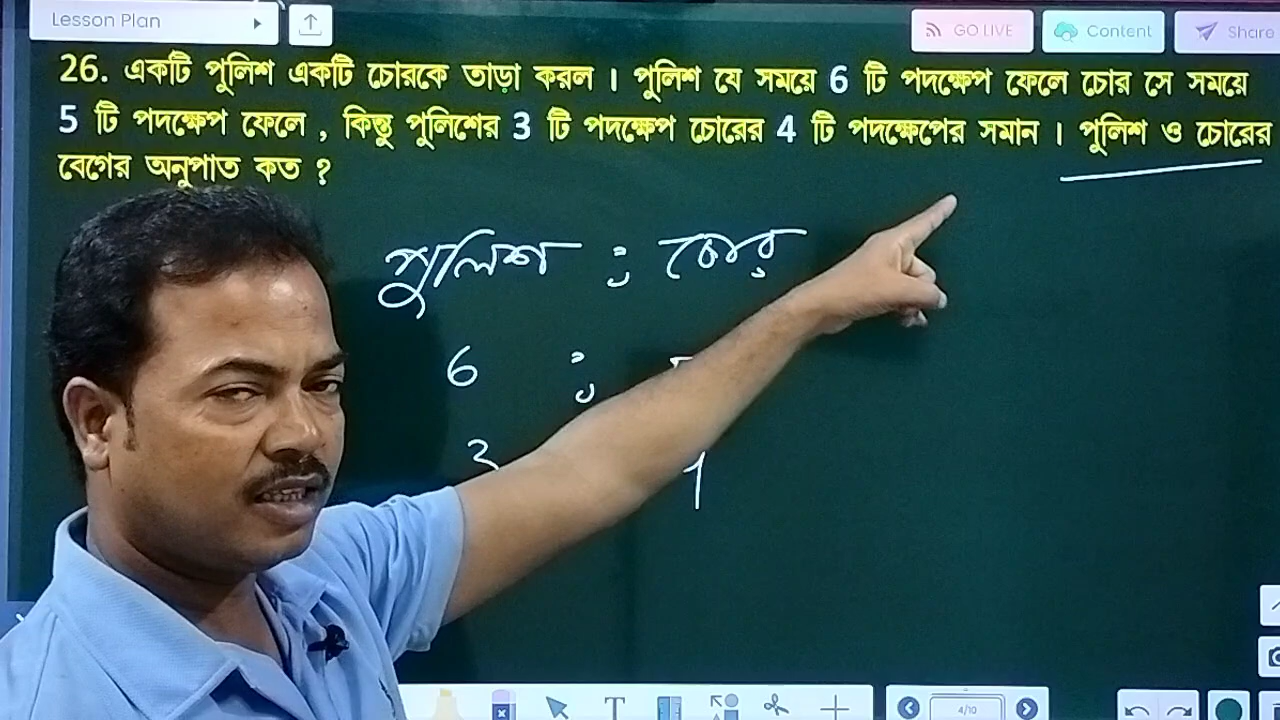 Lesson Plan
GO LIVE
Content
Share
26. একটি পুলিশ একটি চোরকে তাড়া করল । পুলিশ যে সময়ে 6 টি পদক্ষেপ ফেলে চোর সে সময়ে
5 টি পদক্ষেপ ফেলে , কিন্তু পুলিশের 3 টি পদক্ষেপ চোরের 4 টি পদক্ষেপের সমান । পুলিশ ও চোরের
বেগের অনুপাত কত ?
পুলিশ : চোর
6 :
3
4/10